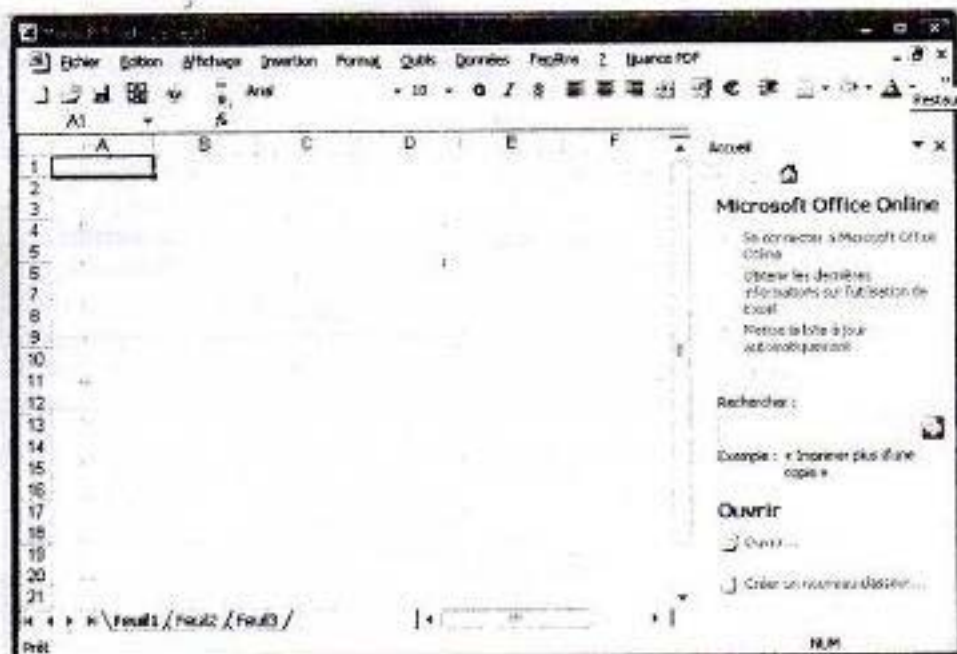 Fichier Edition Affichage Insertion Format Outils Données Fenêtre ? Nuance PDF
Arial 10 G I S
Restau
A1 fx
A B C D E F
Accueil
1
2
3
4
5
6
7
8
9
10
11
12
13
14
15
16
17
18
19
20
21
Microsoft Office Online
Se connecter à Microsoft Office Online
Obtenir les dernières
informations sur l'utilisation de
Excel
Mettre la liste à jour
automatiquement
Rechercher :
Exemple : « Imprimer plus d'une
copie »
Ouvrir
Ouvrir...
Créer un nouveau classeur...
Feuil1 / Feuil2 / Feuil3 /
Prêt
NUM